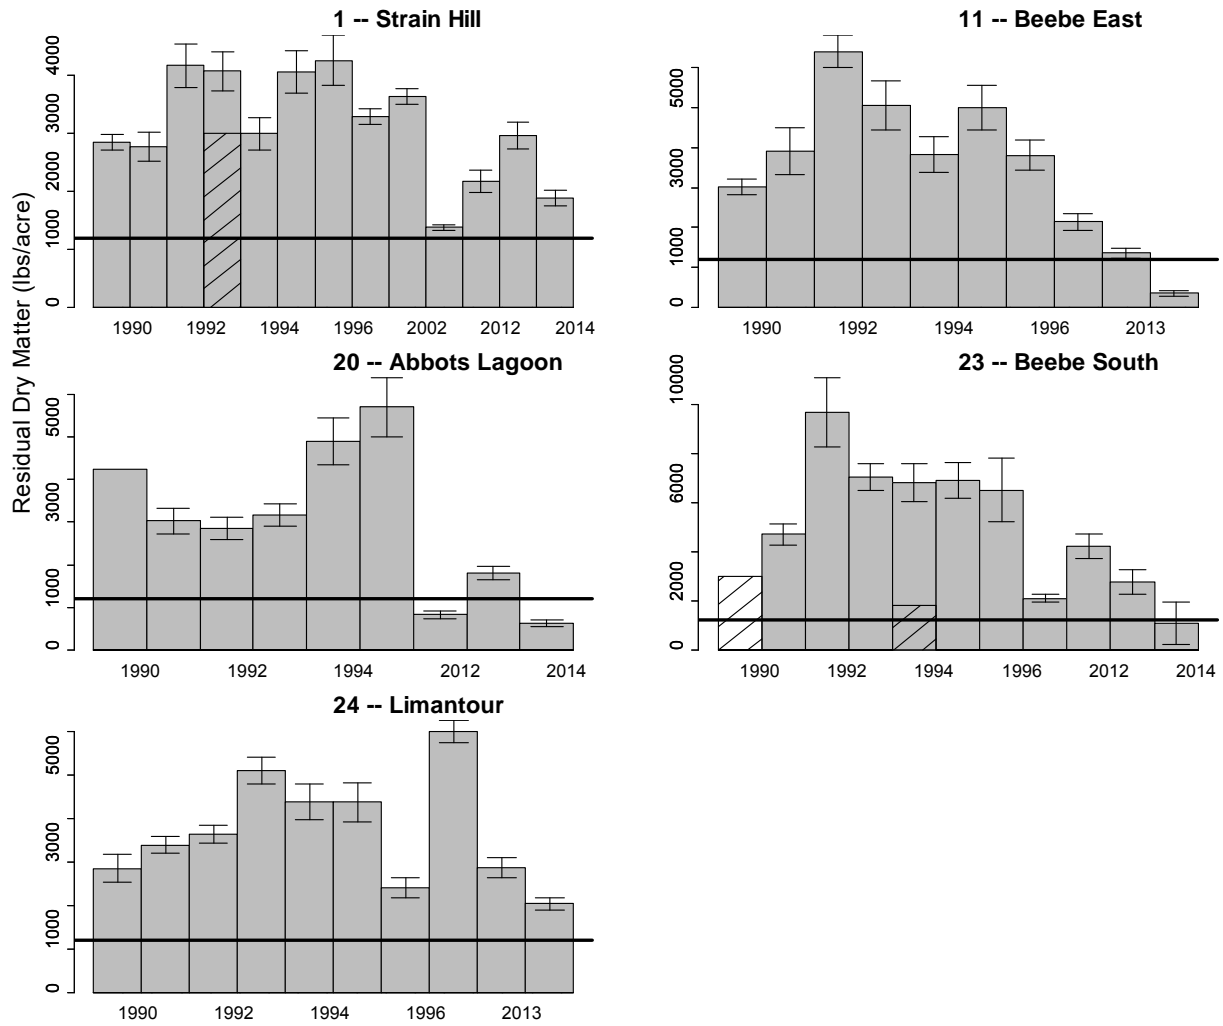 1 -- Strain Hill
4000
3000
2000
1000
0
1990 1992 1994 1996 2002 2012 2014
11 -- Beebe East
5000
3000
1000
0
1990 1992 1994 1996 2013
Residual Dry Matter (lbs/acre)
20 -- Abbots Lagoon
5000
3000
1000
0
1990 1992 1994 2012 2014
23 -- Beebe South
10000
6000
2000
0
1990 1992 1994 1996 2012 2014
24 -- Limantour
5000
3000
1000
0
1990 1992 1994 1996 2013